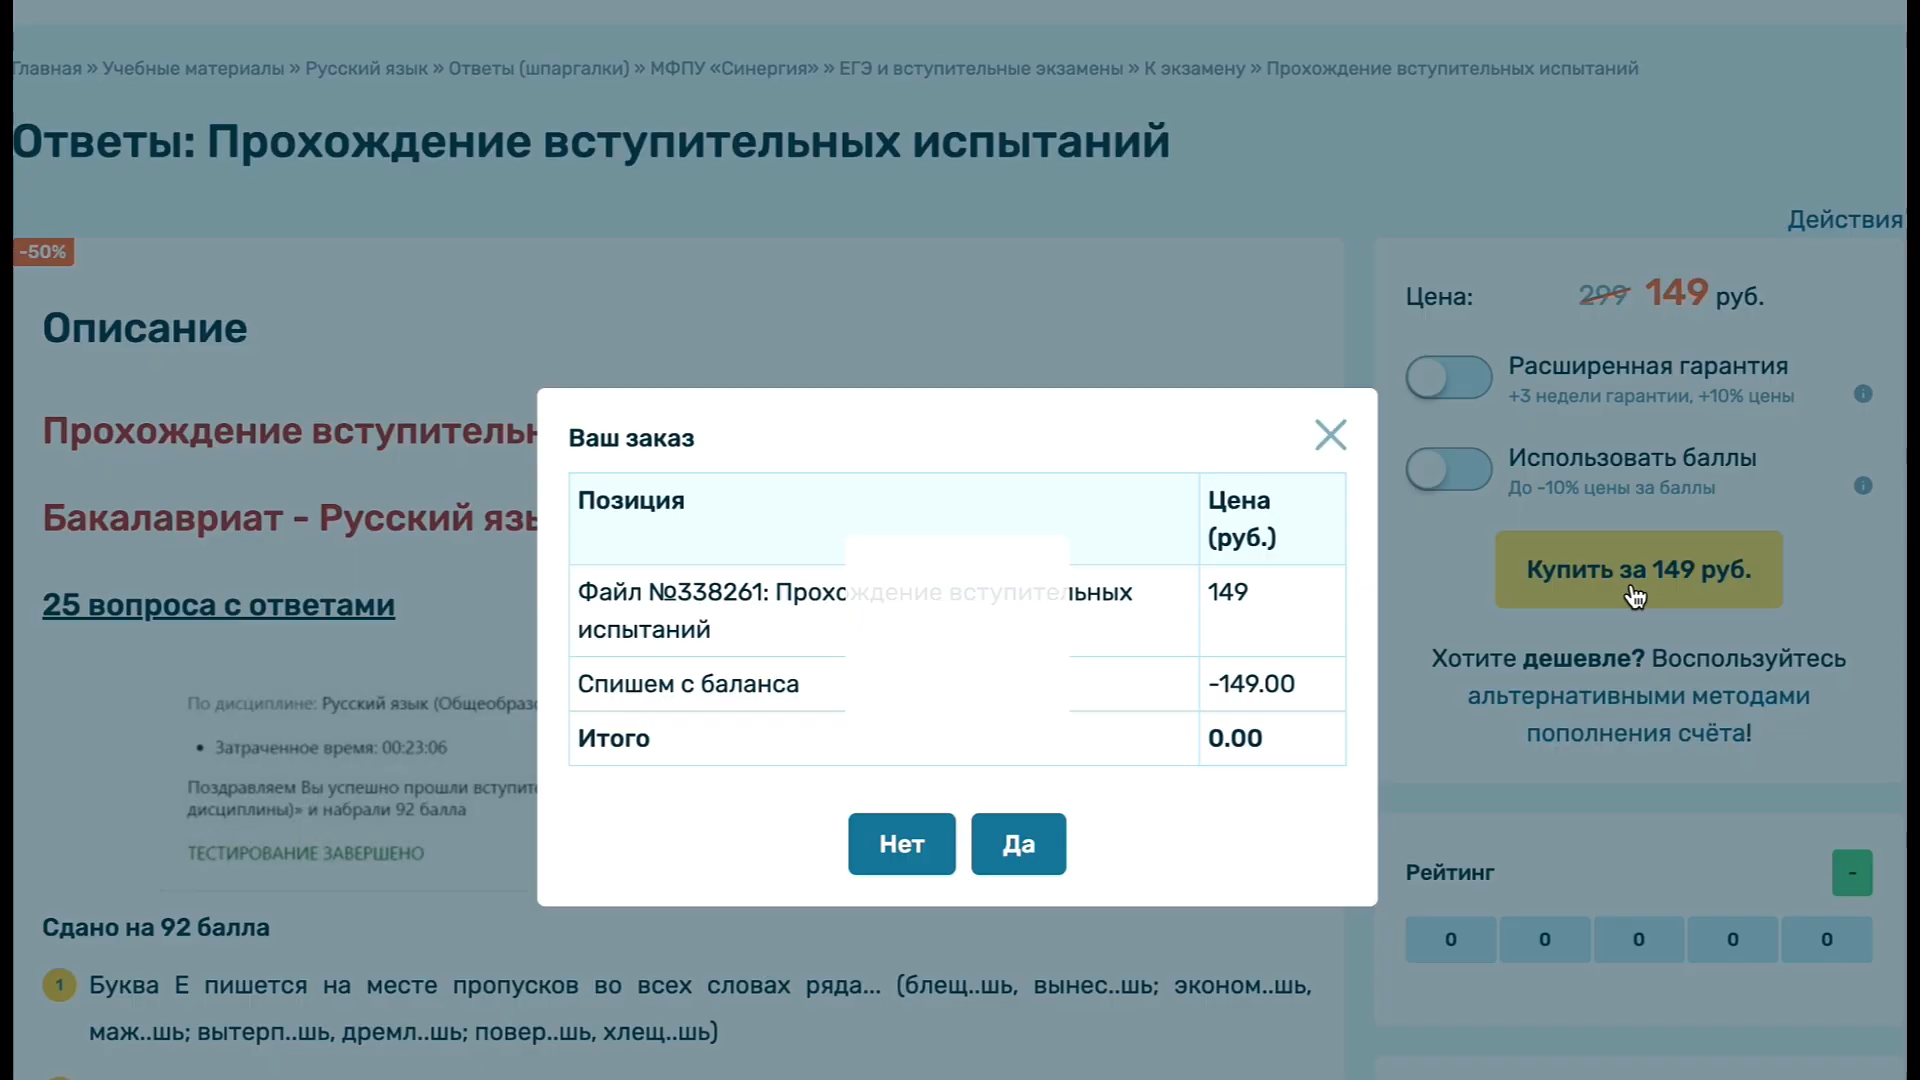 Главная » Учебные материалы » Русский язык » Ответы (шпаргалки) » МФПУ «Синергия» » ЕГЭ и вступительные экзамены » К экзамену » Прохождение вступительных испытаний
Ответы: Прохождение вступительных испытаний
Действия
-50%
Описание
Прохождение вступительн
Бакалавриат - Русский язы
25 вопроса с ответами
По дисциплине: Русский язык (Общеобразо
• Затраченное время: 00:23:06
Поздравляем Вы успешно прошли вступите
дисциплины)» и набрали 92 балла
ТЕСТИРОВАНИЕ ЗАВЕРШЕНО
Сдано на 92 балла
1 Буква Е пишется на месте пропусков во всех словах ряда... (блещ..шь, вынес..шь; эконом..шь,
маж..шь; вытерп..шь, дремл..шь; повер..шь, хлещ..шь)
Ваш заказ
Позиция Цена
(руб.)
Файл №338261: Прохождение вступительных 149
испытаний
Спишем с баланса -149.00
Итого 0.00
Нет Да
Цена: 299 149 руб.
Расширенная гарантия
+3 недели гарантии, +10% цены
Использовать баллы
До -10% цены за баллы
Купить за 149 руб.
Хотите дешевле? Воспользуйтесь
альтернативными методами
пополнения счёта!
Рейтинг -
0 0 0 0 0